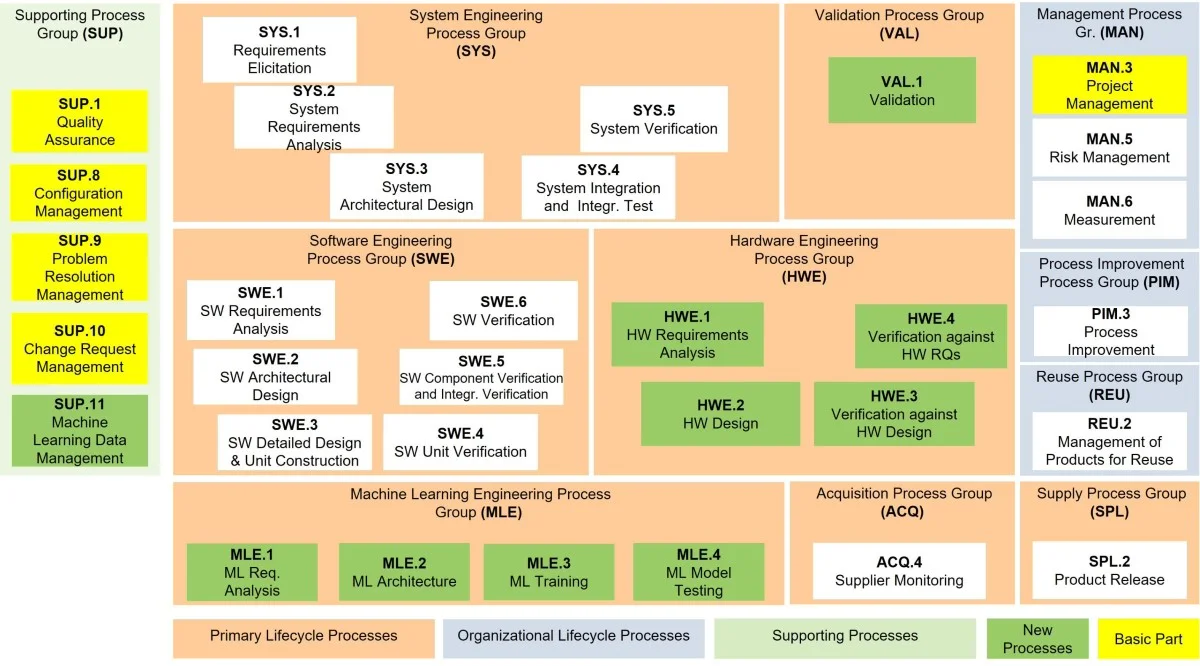 Supporting Process
Group (SUP)
SUP.1
Quality
Assurance
SUP.8
Configuration
Management
SUP.9
Problem
Resolution
Management
SUP.10
Change Request
Management
SUP.11
Machine
Learning Data
Management
System Engineering
Process Group
(SYS)
SYS.1
Requirements
Elicitation
SYS.2
System
Requirements
Analysis
SYS.3
System
Architectural Design
SYS.5
System Verification
SYS.4
System Integration
and Integr. Test
Validation Process Group
(VAL)
VAL.1
Validation
Management Process
Gr. (MAN)
MAN.3
Project
Management
MAN.5
Risk Management
MAN.6
Measurement
Software Engineering
Process Group (SWE)
SWE.1
SW Requirements
Analysis
SWE.2
SW Architectural
Design
SWE.3
SW Detailed Design
& Unit Construction
SWE.6
SW Verification
SWE.5
SW Component Verification
and Integr. Verification
SWE.4
SW Unit Verification
Hardware Engineering
Process Group
(HWE)
HWE.1
HW Requirements
Analysis
HWE.2
HW Design
HWE.4
Verification against
HW RQs
HWE.3
Verification against
HW Design
Process Improvement
Process Group (PIM)
PIM.3
Process
Improvement
Reuse Process Group
(REU)
REU.2
Management of
Products for Reuse
Machine Learning Engineering Process
Group (MLE)
MLE.1
ML Req.
Analysis
MLE.2
ML Architecture
MLE.3
ML Training
MLE.4
ML Model
Testing
Acquisition Process Group
(ACQ)
ACQ.4
Supplier Monitoring
Supply Process Group
(SPL)
SPL.2
Product Release
Primary Lifecycle Processes
Organizational Lifecycle Processes
Supporting Processes
New
Processes
Basic Part